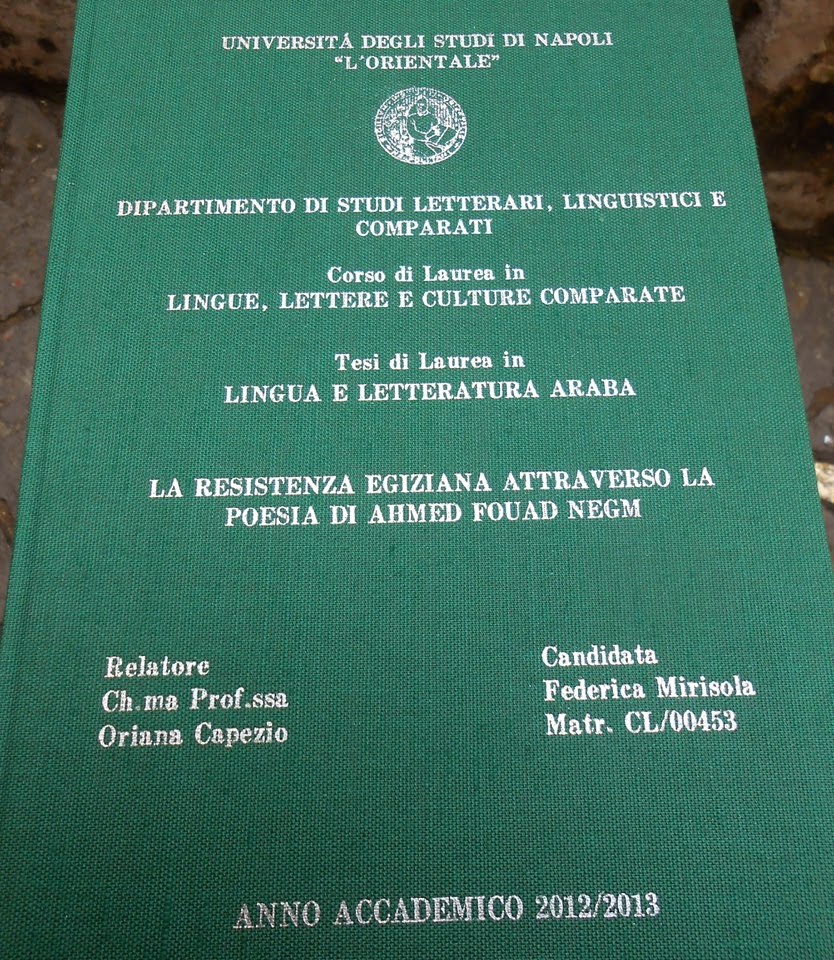 UNIVERSITÁ DEGLI STUDI DI NAPOLI
"L'ORIENTALE"
DIPARTIMENTO DI STUDI LETTERARI, LINGUISTICI E
COMPARATI
Corso di Laurea in
LINGUE, LETTERE E CULTURE COMPARATE
Tesi di Laurea in
LINGUA E LETTERATURA ARABA
LA RESISTENZA EGIZIANA ATTRAVERSO LA
POESIA DI AHMED FOUAD NEGM
Relatore
Ch.ma Prof.ssa
Oriana Capezio
Candidata
Federica Mirisola
Matr. CL/00453
ANNO ACCADEMICO 2012/2013